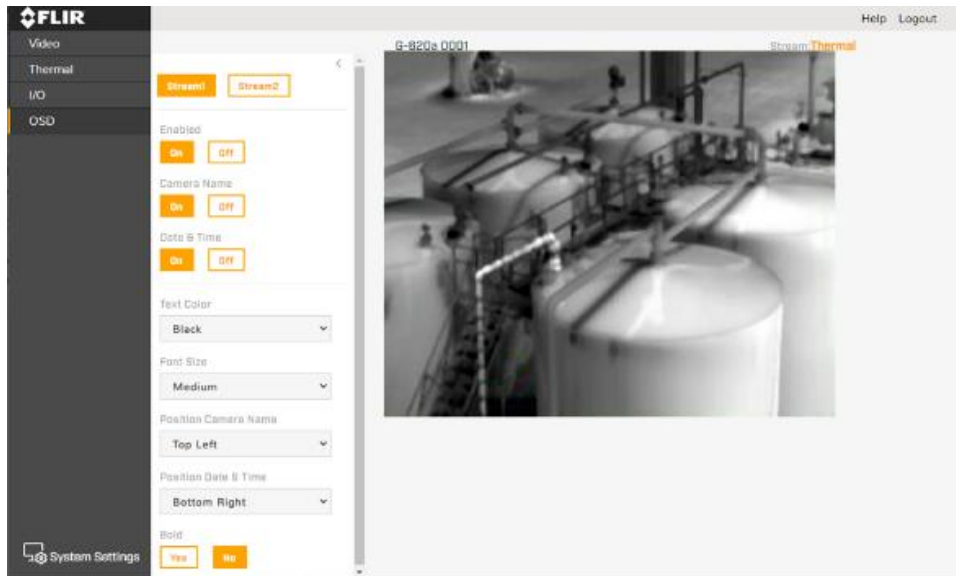 FLIR
Help Logout
Video
Thermal
I/O
OSD
G-820a 0001
Stream:Thermal
Stream1 Stream2
Enabled
On Off
Camera Name
On Off
Date & Time
On Off
Text Color
Black
Font Size
Medium
Position Camera Name
Top Left
Position Date & Time
Bottom Right
Bold
Yes No
System Settings